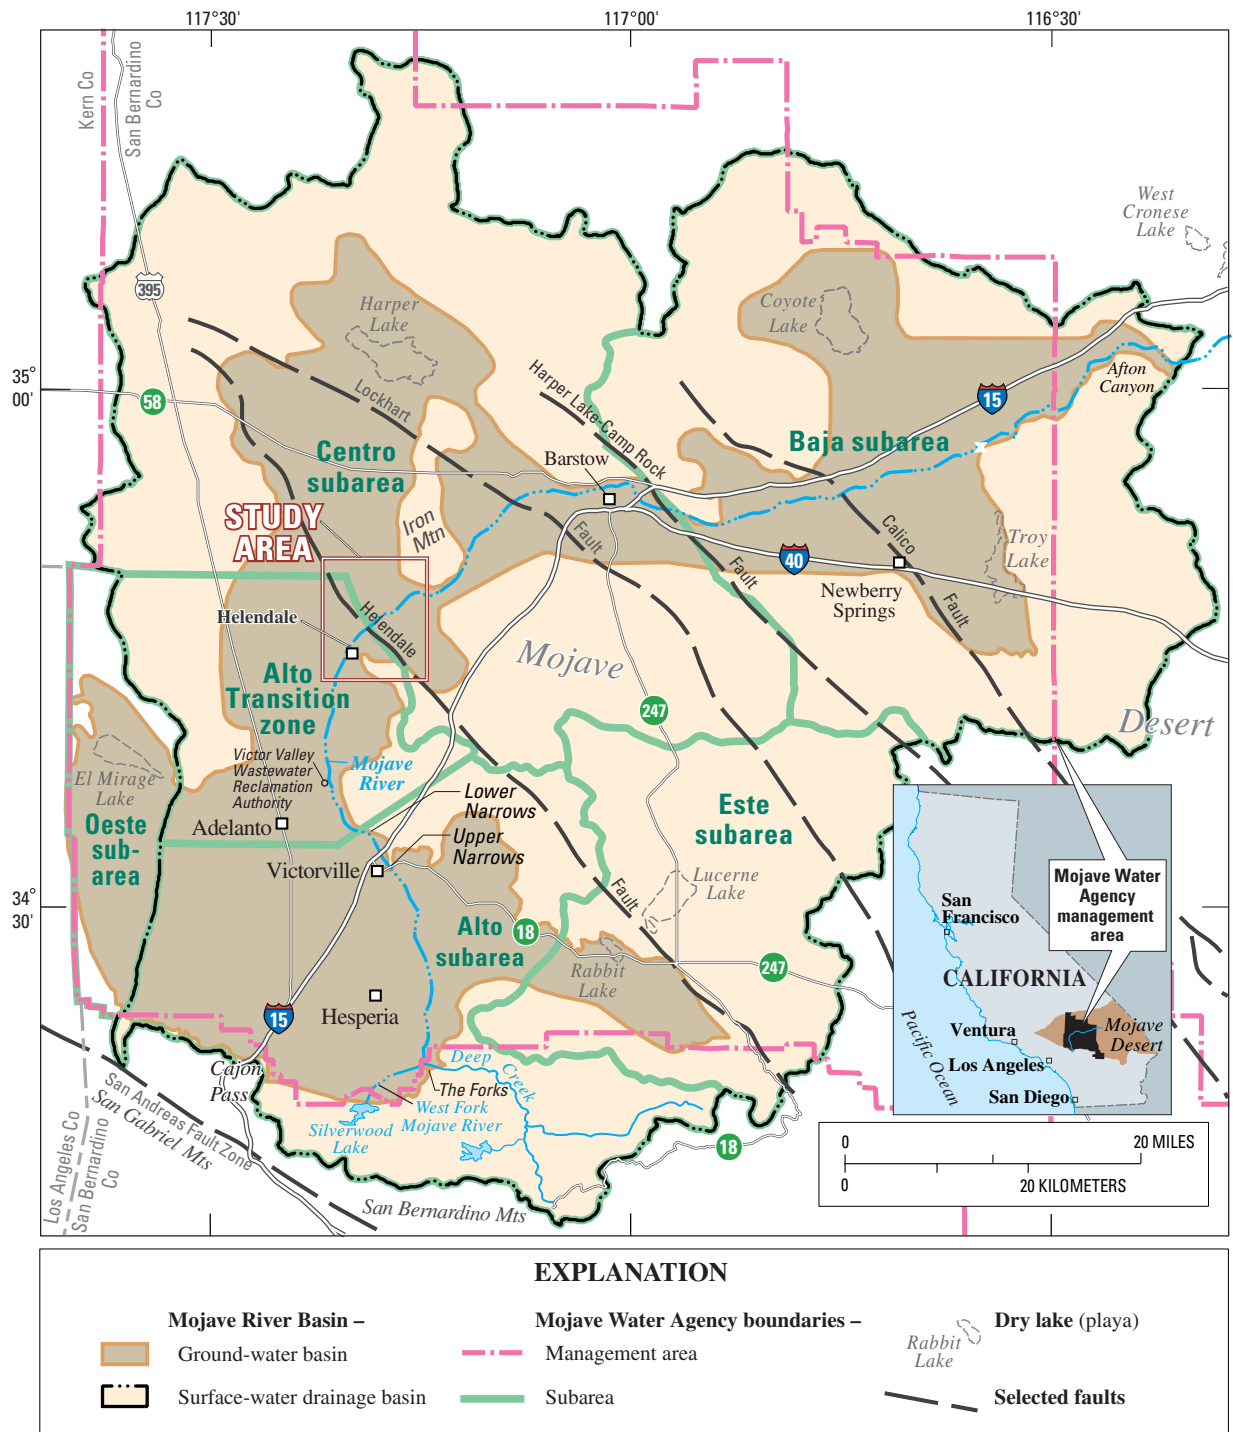 117°30'
117°00'
116°30'
Kern Co
San Bernardino
Co
West
Cronese
Lake
395
Harper
Lake
Coyote
Lake
35°
00'
58
Lockhart
Harper Lake-Camp Rock
15
Afton
Canyon
Centro
subarea
Baja subarea
Barstow
STUDY
AREA
Iron
Mtn
Fault
Fault
Calico
Fault
Troy
Lake
40
Newberry
Springs
Helendale
Helendale
Mojave
Desert
Alto
Transition
zone
247
Victor Valley
Wastewater
Reclamation
Authority
Mojave
River
El Mirage
Lake
Lower
Narrows
Este
subarea
Oeste
sub-
area
Adelanto
Upper
Narrows
Victorville
Lucerne
Lake
Fault
34°
30'
Alto
subarea
18
Rabbit
Lake
247
Hesperia
15
Cajon
Pass
Deep
Creek
The Forks
West Fork
Mojave River
Silverwood
Lake
San Andreas Fault Zone
San Gabriel Mts
Los Angeles Co
San Bernardino
Co
San Bernardino Mts
18
Mojave Water
Agency
management
area
San
Francisco
CALIFORNIA
Pacific Ocean
Ventura
Mojave
Desert
Los Angeles
San Diego
0 20 MILES
0 20 KILOMETERS
EXPLANATION
Mojave River Basin –
Ground-water basin
Surface-water drainage basin
Mojave Water Agency boundaries –
Management area
Subarea
Rabbit
Lake
Dry lake (playa)
Selected faults